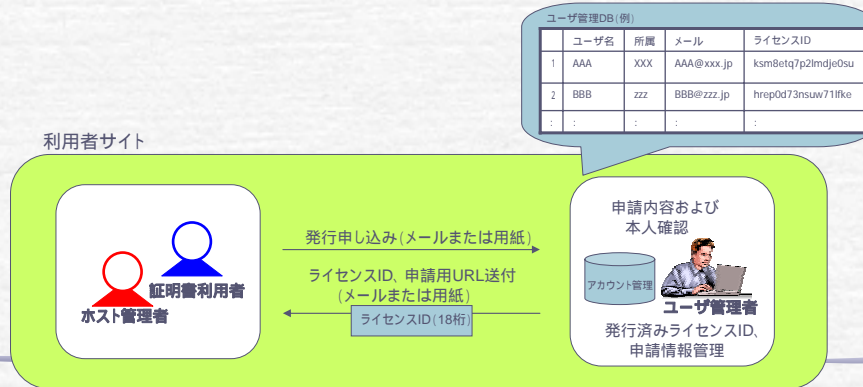 ユーザ管理DB(例)
ユーザ名 所属 メール ライセンスID
1 AAA XXX AAA@xxx.jp ksm8etq7p2lmdje0su
2 BBB zzz BBB@zzz.jp hrep0d73nsuw71lfke
: : : : :
利用者サイト
証明書利用者
ホスト管理者
発行申し込み(メールまたは用紙)
ライセンスID、申請用URL送付
(メールまたは用紙)
ライセンスID(18桁)
申請内容および
本人確認
アカウント管理
ユーザ管理者
発行済みライセンスID、
申請情報管理